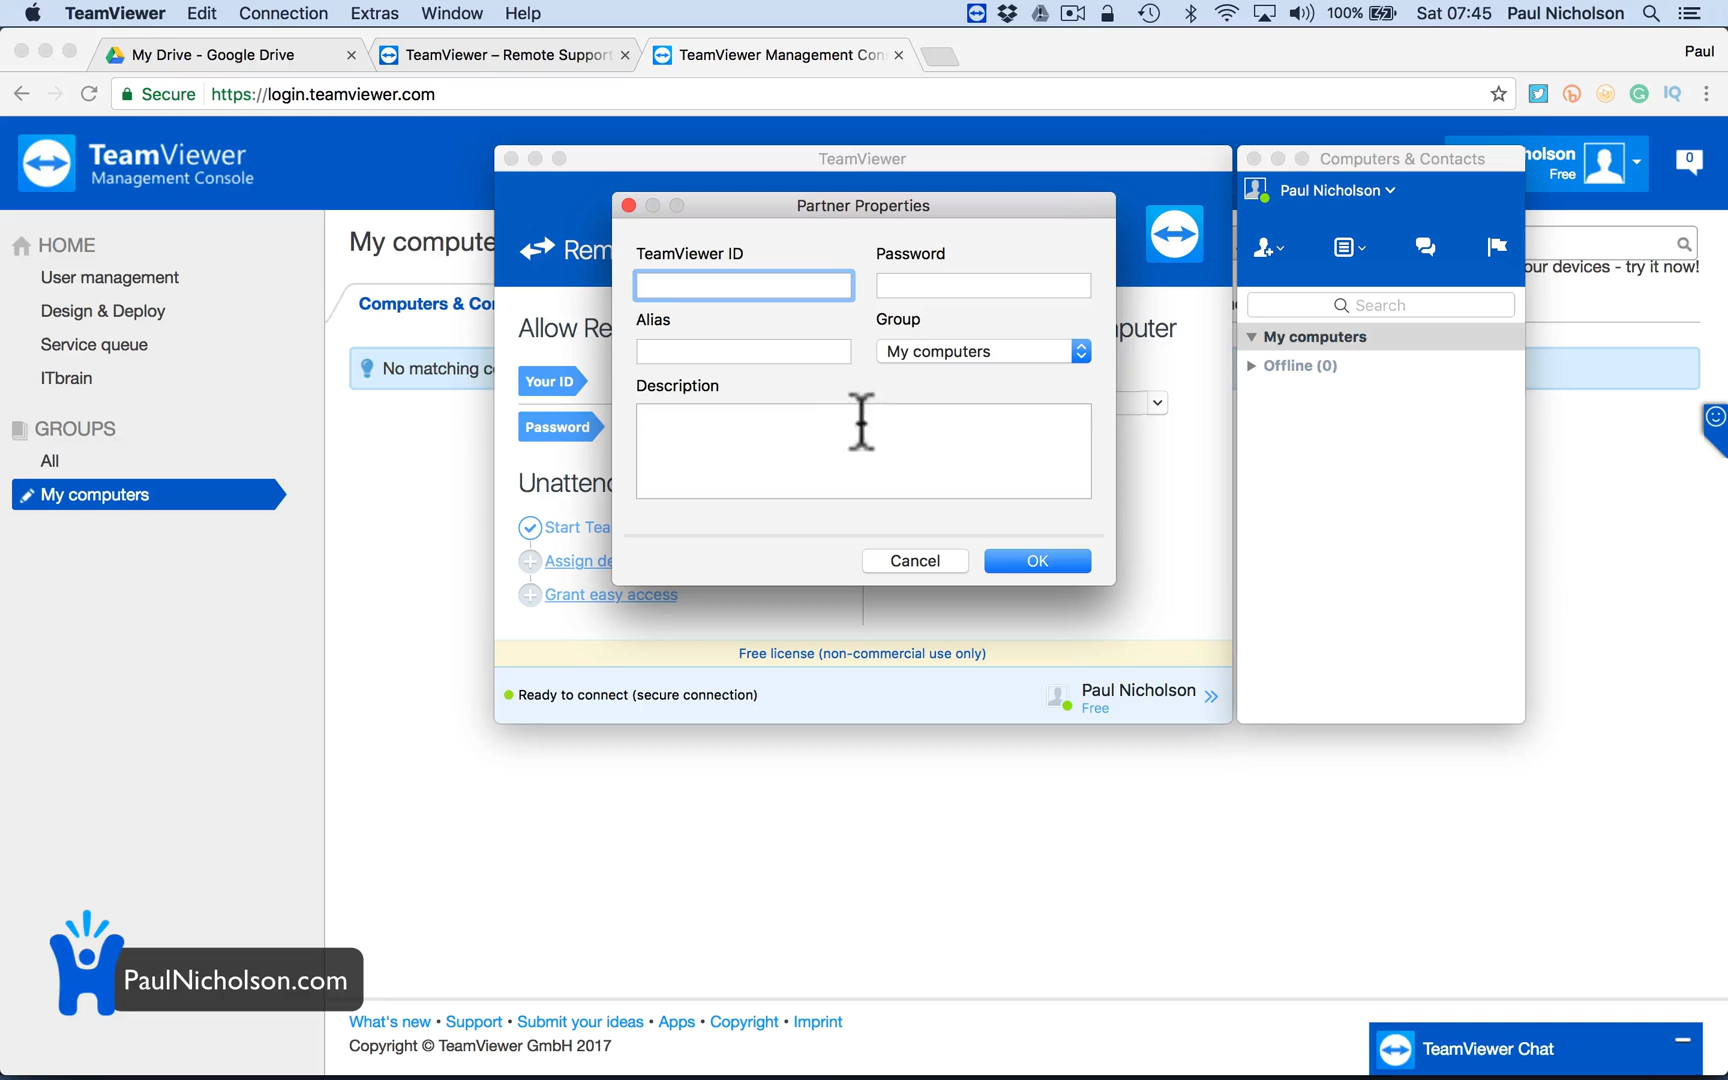 TeamViewer Edit Connection Extras Window Help 100% Sat 07:45 Paul Nicholson
My Drive - Google Drive TeamViewer – Remote Support TeamViewer Management Con Paul
Secure https://login.teamviewer.com IQ
TeamViewer
Management Console
HOME
User management
Design & Deploy
Service queue
ITbrain
GROUPS
All
My computers
My compute
Computers & Co
No matching c
TeamViewer
Rem
Allow Re
puter
Your ID
Password
Unattend
Start Tea
Assign de
Grant easy access
Free license (non-commercial use only)
Ready to connect (secure connection)
Paul Nicholson
Free
Partner Properties
TeamViewer ID Password
Alias Group
My computers
Description
Cancel OK
Computers & Contacts
Paul Nicholson
Search
My computers
Offline (0)
holson
Free
0
our devices - try it now!
PaulNicholson.com
What's new • Support • Submit your ideas • Apps • Copyright • Imprint
Copyright © TeamViewer GmbH 2017
TeamViewer Chat